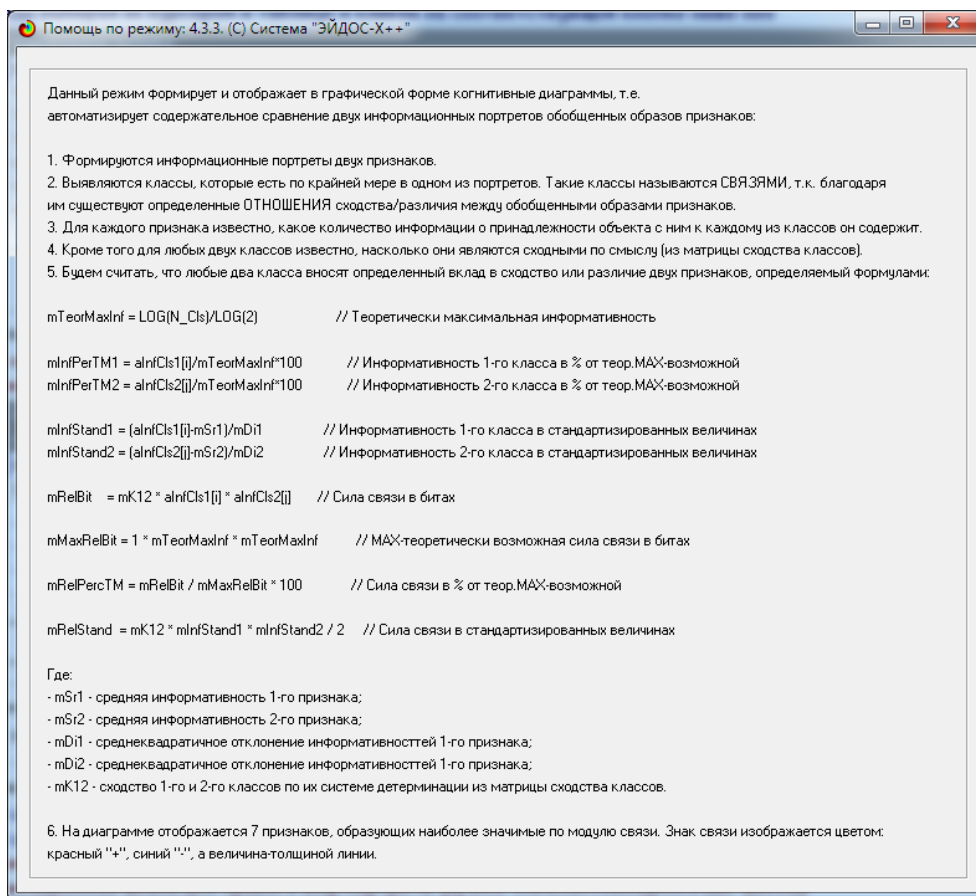 Помощь по режиму: 4.3.3. (C) Система "ЭЙДОС-X++"
Данный режим формирует и отображает в графической форме когнитивные диаграммы, т.е.
автоматизирует содержательное сравнение двух информационных портретов обобщенных образов признаков:
1. Формируются информационные портреты двух признаков.
2. Выявляются классы, которые есть по крайней мере в одном из портретов. Такие классы называются СВЯЗЯМИ, т.к. благодаря
им существуют определенные ОТНОШЕНИЯ сходства/различия между обобщенными образами признаков.
3. Для каждого признака известно, какое количество информации о принадлежности объекта с ним к каждому из классов он содержит.
4. Кроме того для любых двух классов известно, насколько они являются сходными по смыслу (из матрицы сходства классов).
5. Будем считать, что любые два класса вносят определенный вклад в сходство или различие двух признаков, определяемый формулами:
mTeorMaxInf = LOG(N_Cls)/LOG(2) // Теоретически максимальная информативность
mInfPerTM1 = aInfCls1[i]/mTeorMaxInf*100 // Информативность 1-го класса в % от теор.MAX-возможной
mInfPerTM2 = aInfCls2[j]/mTeorMaxInf*100 // Информативность 2-го класса в % от теор.MAX-возможной
mInfStand1 = (aInfCls1[i]-mSr1)/mDi1 // Информативность 1-го класса в стандартизированных величинах
mInfStand2 = (aInfCls2[j]-mSr2)/mDi2 // Информативность 2-го класса в стандартизированных величинах
mRelBit = mK12 * aInfCls1[i] * aInfCls2[j] // Сила связи в битах
mMaxRelBit = 1 * mTeorMaxInf * mTeorMaxInf // MAX-теоретически возможная сила связи в битах
mRelPercTM = mRelBit / mMaxRelBit * 100 // Сила связи в % от теор.MAX-возможной
mRelStand = mK12 * mInfStand1 * mInfStand2 / 2 // Сила связи в стандартизированных величинах
Где:
- mSr1 - средняя информативность 1-го признака;
- mSr2 - средняя информативность 2-го признака;
- mDi1 - среднеквадратичное отклонение информативносттей 1-го признака;
- mDi2 - среднеквадратичное отклонение информативносттей 1-го признака;
- mK12 - сходство 1-го и 2-го классов по их системе детерминации из матрицы сходства классов.
6. На диаграмме отображается 7 признаков, образующих наиболее значимые по модулю связи. Знак связи изображается цветом:
красный "+", синий "-", а величина-толщиной линии.